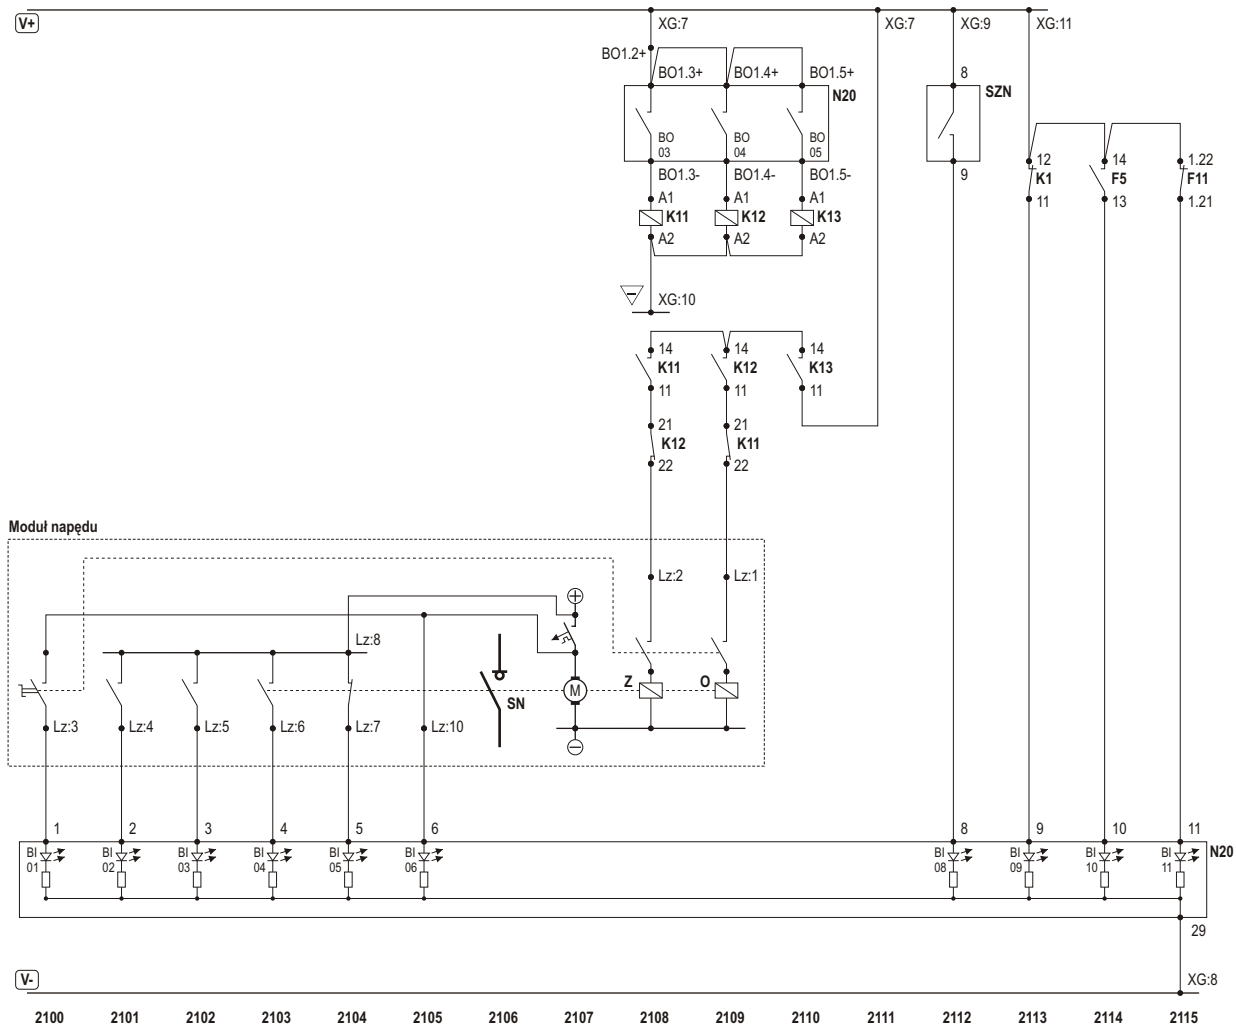 V+
XG:7
XG:7
XG:9
XG:11
BO1.2+
BO1.3+
BO1.4+
BO1.5+
8
SZN
N20
BO
03
BO
04
BO
05
BO1.3-
BO1.4-
BO1.5-
9
12
K1
11
14
F5
13
1.22
F11
1.21
A1
K11
A2
A1
K12
A2
A1
K13
A2
XG:10
14
K11
11
14
K12
11
14
K13
11
21
K12
22
21
K11
22
Moduł napędu
Lz:2
Lz:1
Lz:8
Z
O
M
SN
Lz:3
Lz:4
Lz:5
Lz:6
Lz:7
Lz:10
1
2
3
4
5
6
8
9
10
11
BI
01
BI
02
BI
03
BI
04
BI
05
BI
06
BI
08
BI
09
BI
10
BI
11
N20
29
V-
XG:8
2100
2101
2102
2103
2104
2105
2106
2107
2108
2109
2110
2111
2112
2113
2114
2115